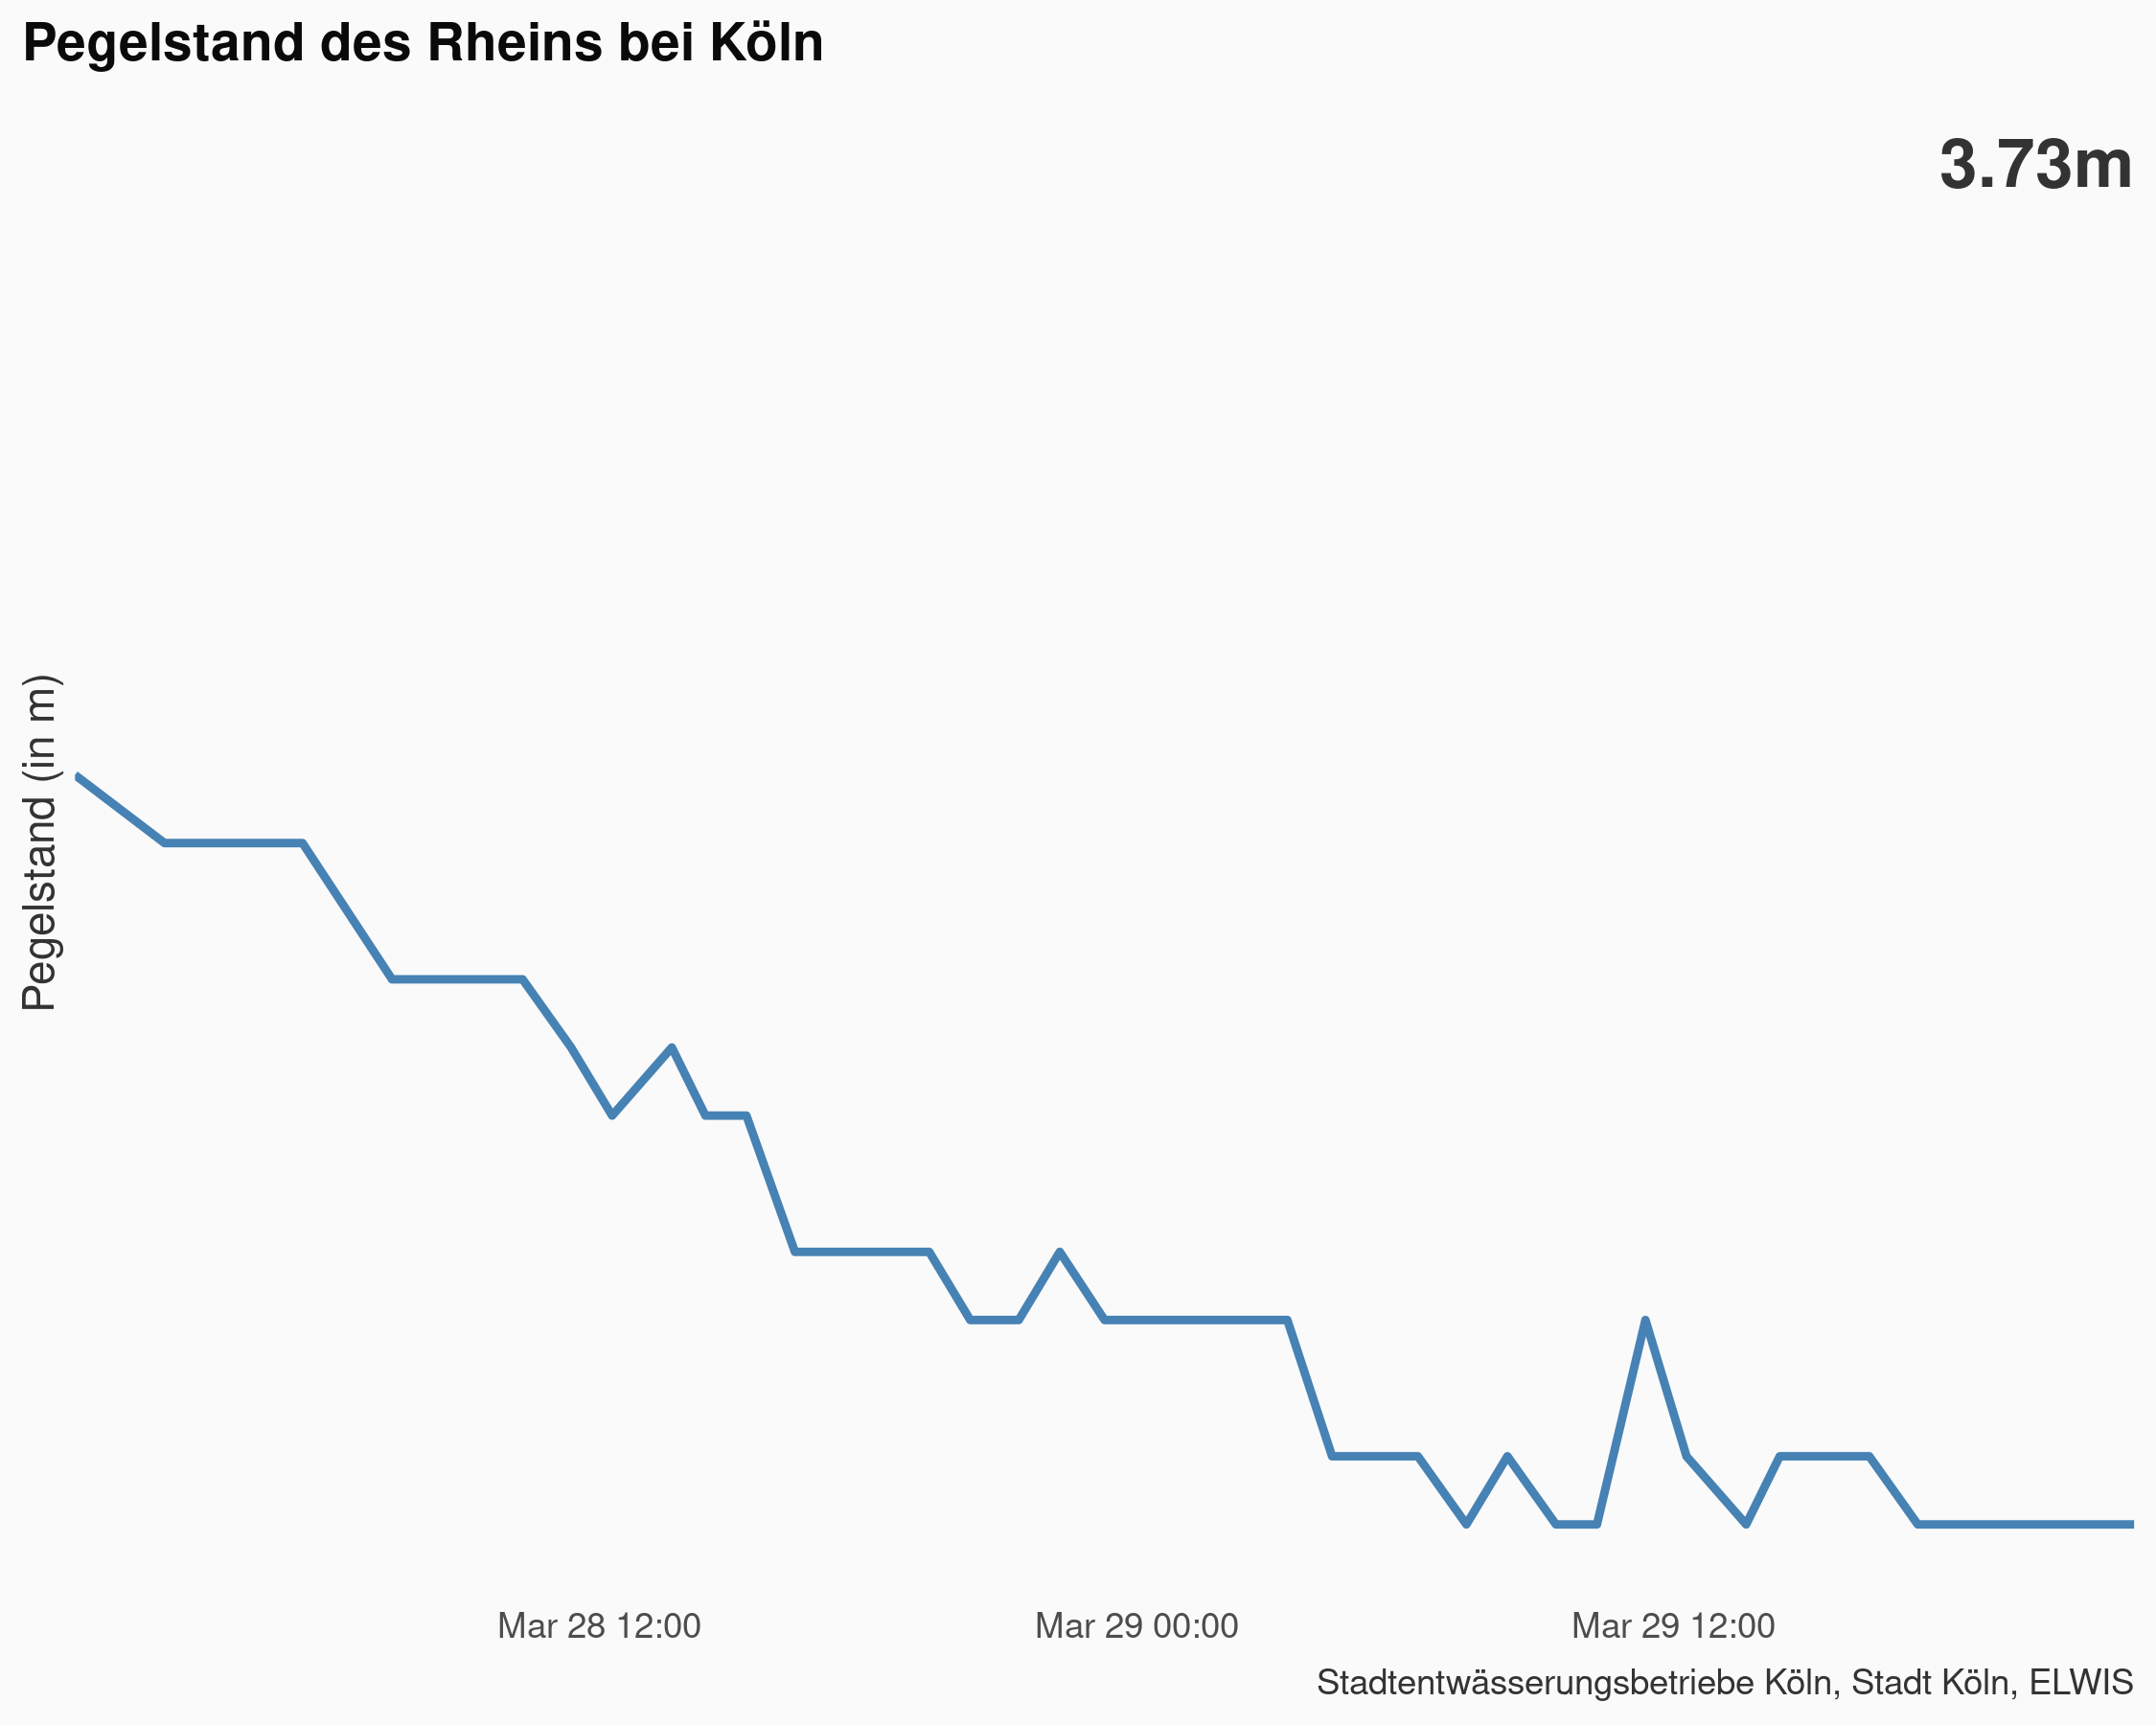 Pegelstand des Rheins bei Köln
3.73m
Pegelstand (in m)
Mar 28 12:00
Mar 29 00:00
Mar 29 12:00
Stadtentwässerungsbetriebe Köln, Stadt Köln, ELWIS